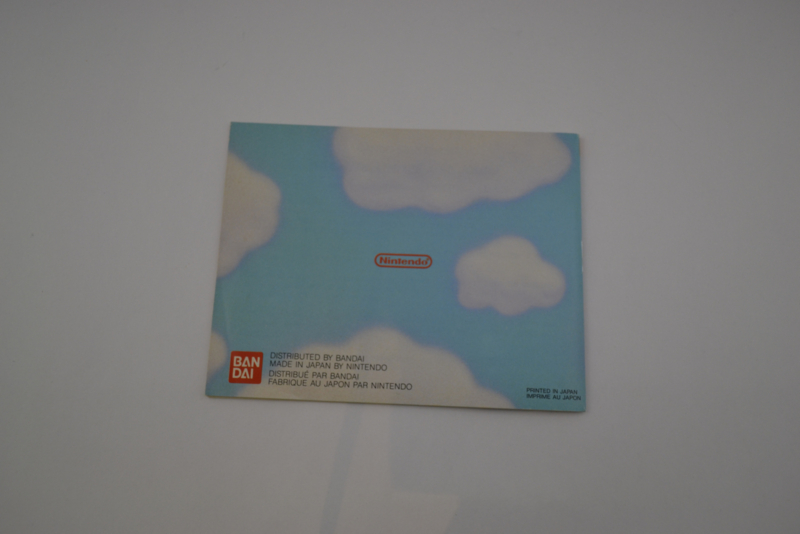 Nintendo®
BAN
DAI
DISTRIBUTED BY BANDAI
MADE IN JAPAN BY NINTENDO
DISTRIBUÉ PAR BANDAI
FABRIQUE AU JAPON PAR NINTENDO
PRINTED IN JAPAN
IMPRIMÉ AU JAPON